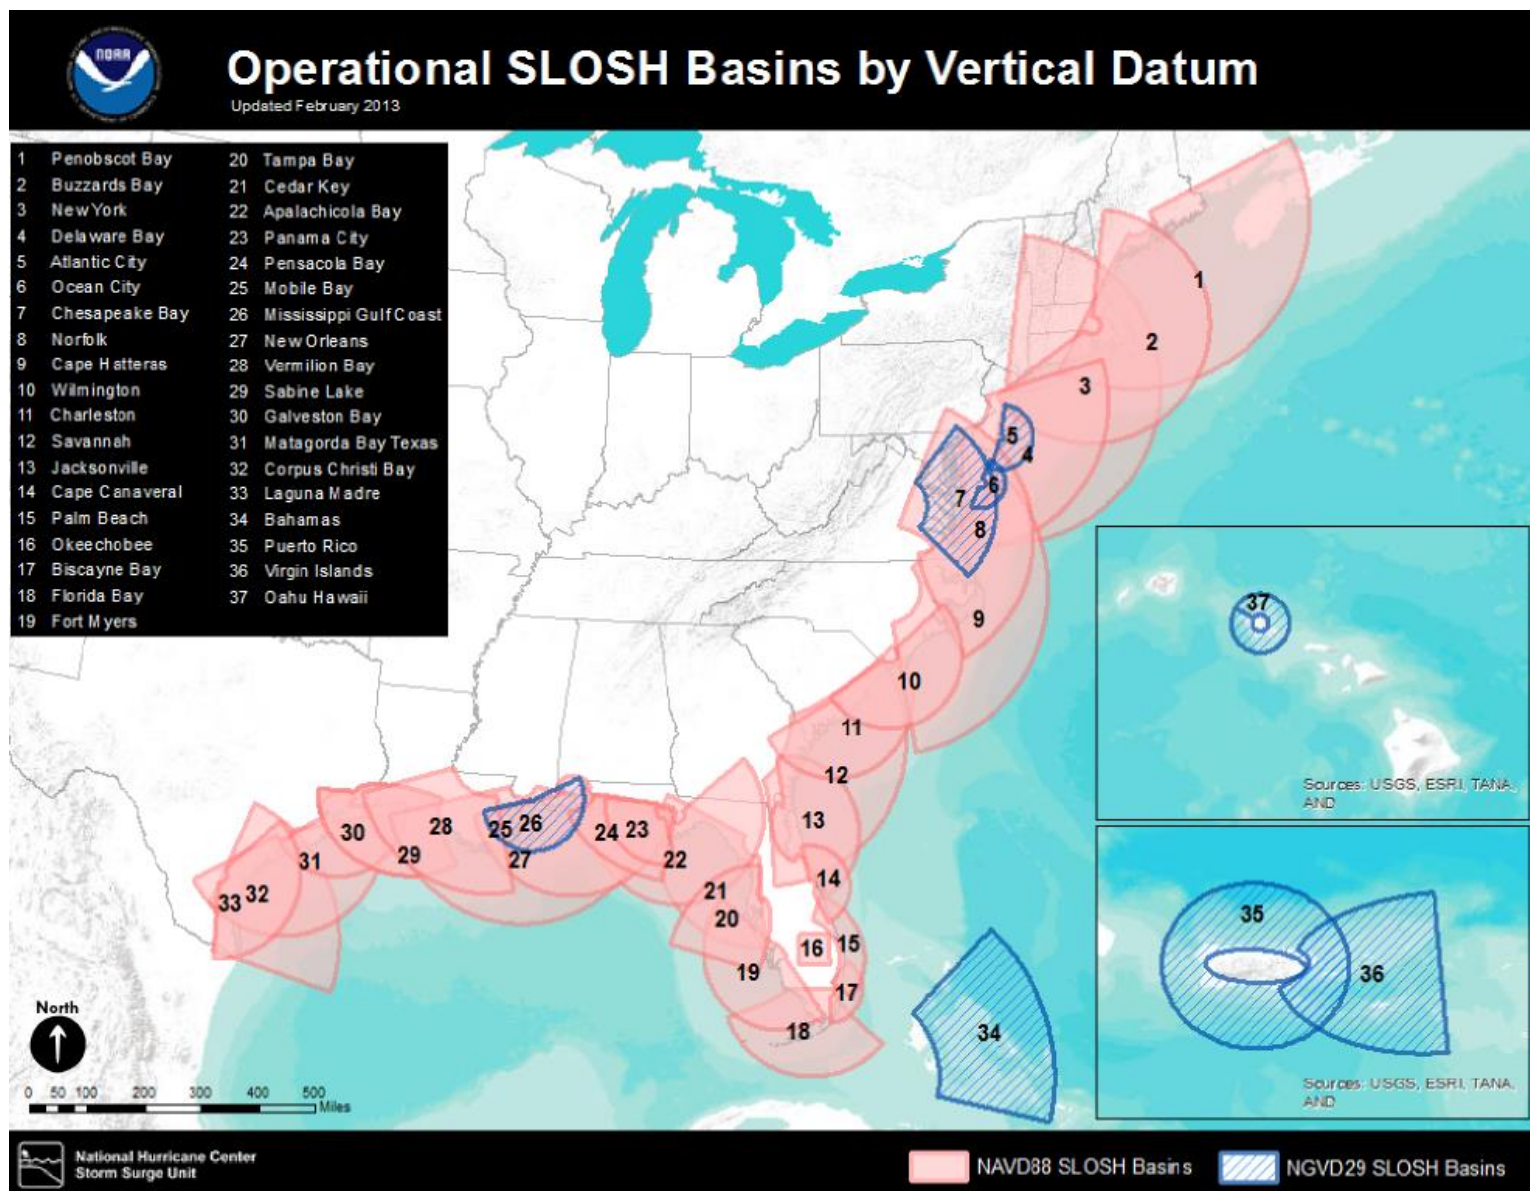 NOAA
Operational SLOSH Basins by Vertical Datum
Updated February 2013
1 Penobscot Bay
2 Buzzards Bay
3 New York
4 Delaware Bay
5 Atlantic City
6 Ocean City
7 Chesapeake Bay
8 Norfolk
9 Cape Hatteras
10 Wilmington
11 Charleston
12 Savannah
13 Jacksonville
14 Cape Canaveral
15 Palm Beach
16 Okeechobee
17 Biscayne Bay
18 Florida Bay
19 Fort Myers
20 Tampa Bay
21 Cedar Key
22 Apalachicola Bay
23 Panama City
24 Pensacola Bay
25 Mobile Bay
26 Mississippi Gulf Coast
27 New Orleans
28 Vermilion Bay
29 Sabine Lake
30 Galveston Bay
31 Matagorda Bay Texas
32 Corpus Christi Bay
33 Laguna Madre
34 Bahamas
35 Puerto Rico
36 Virgin Islands
37 Oahu Hawaii
1
2
3
5
4
6
7
8
9
10
11
12
13
14
15
16
17
18
19
20
21
22
23
24
25
26
27
28
29
30
31
32
33
34
37
Sources: USGS, ESRI, TANA,
AND
35
36
Sources: USGS, ESRI, TANA,
AND
North
0 50 100 200 300 400 500
Miles
National Hurricane Center
Storm Surge Unit
NAVD88 SLOSH Basins
NGVD29 SLOSH Basins